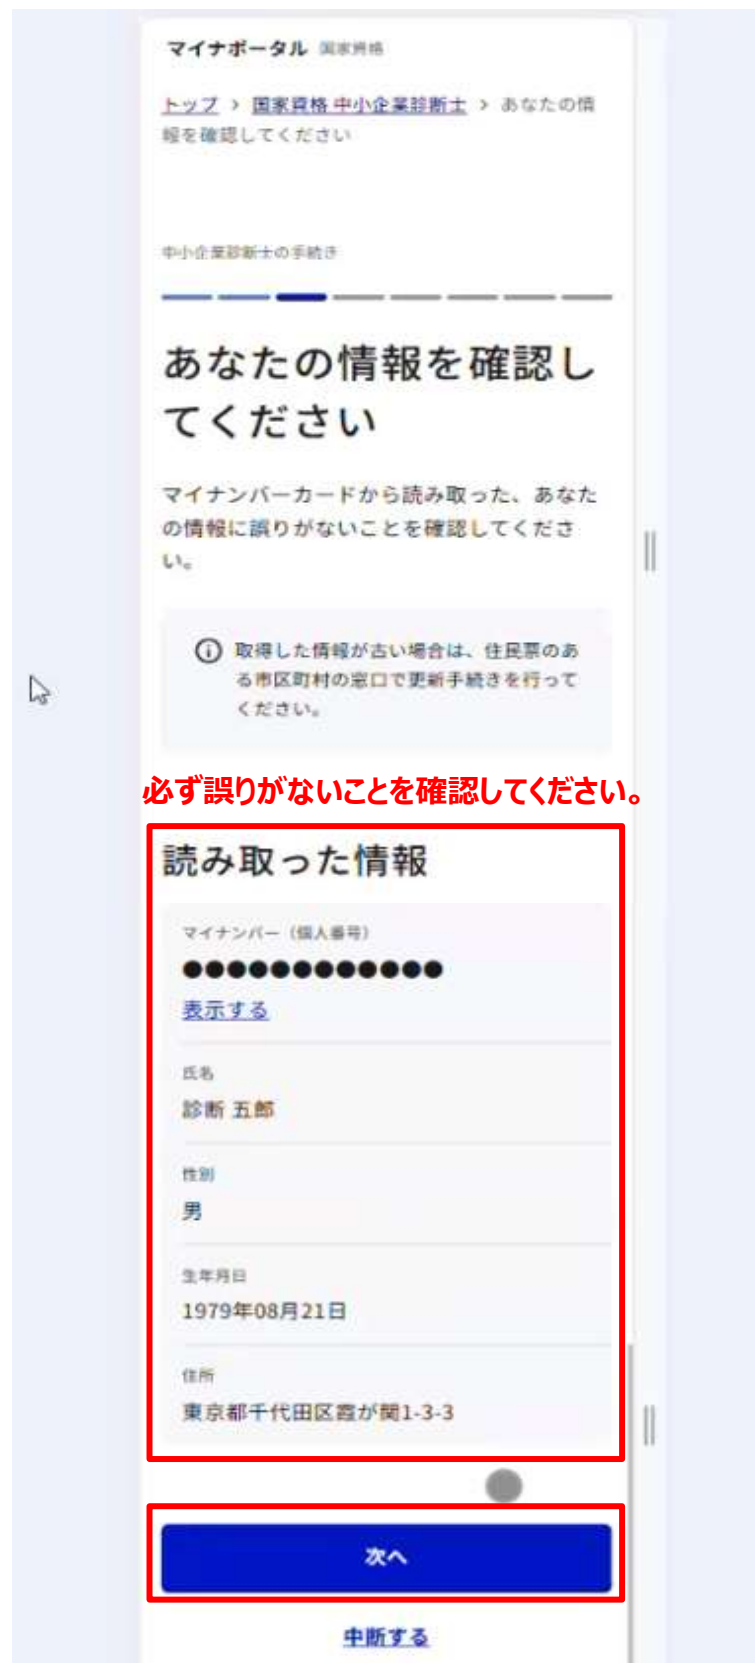 マイナポータル 国家資格
トップ > 国家資格 中小企業診断士 > あなたの情
報を確認してください
中小企業診断士の手続き
あなたの情報を確認し
てください
マイナンバーカードから読み取った、あなた
の情報に誤りがないことを確認してくださ
い。
取得した情報が古い場合は、住民票のあ
る市区町村の窓口で更新手続きを行って
ください。
必ず誤りがないことを確認してください。
読み取った情報
マイナンバー（個人番号）
●●●●●●●●●●●●
表示する
氏名
診断 五郎
性別
男
生年月日
1979年08月21日
住所
東京都千代田区霞が関1-3-3
次へ
中断する